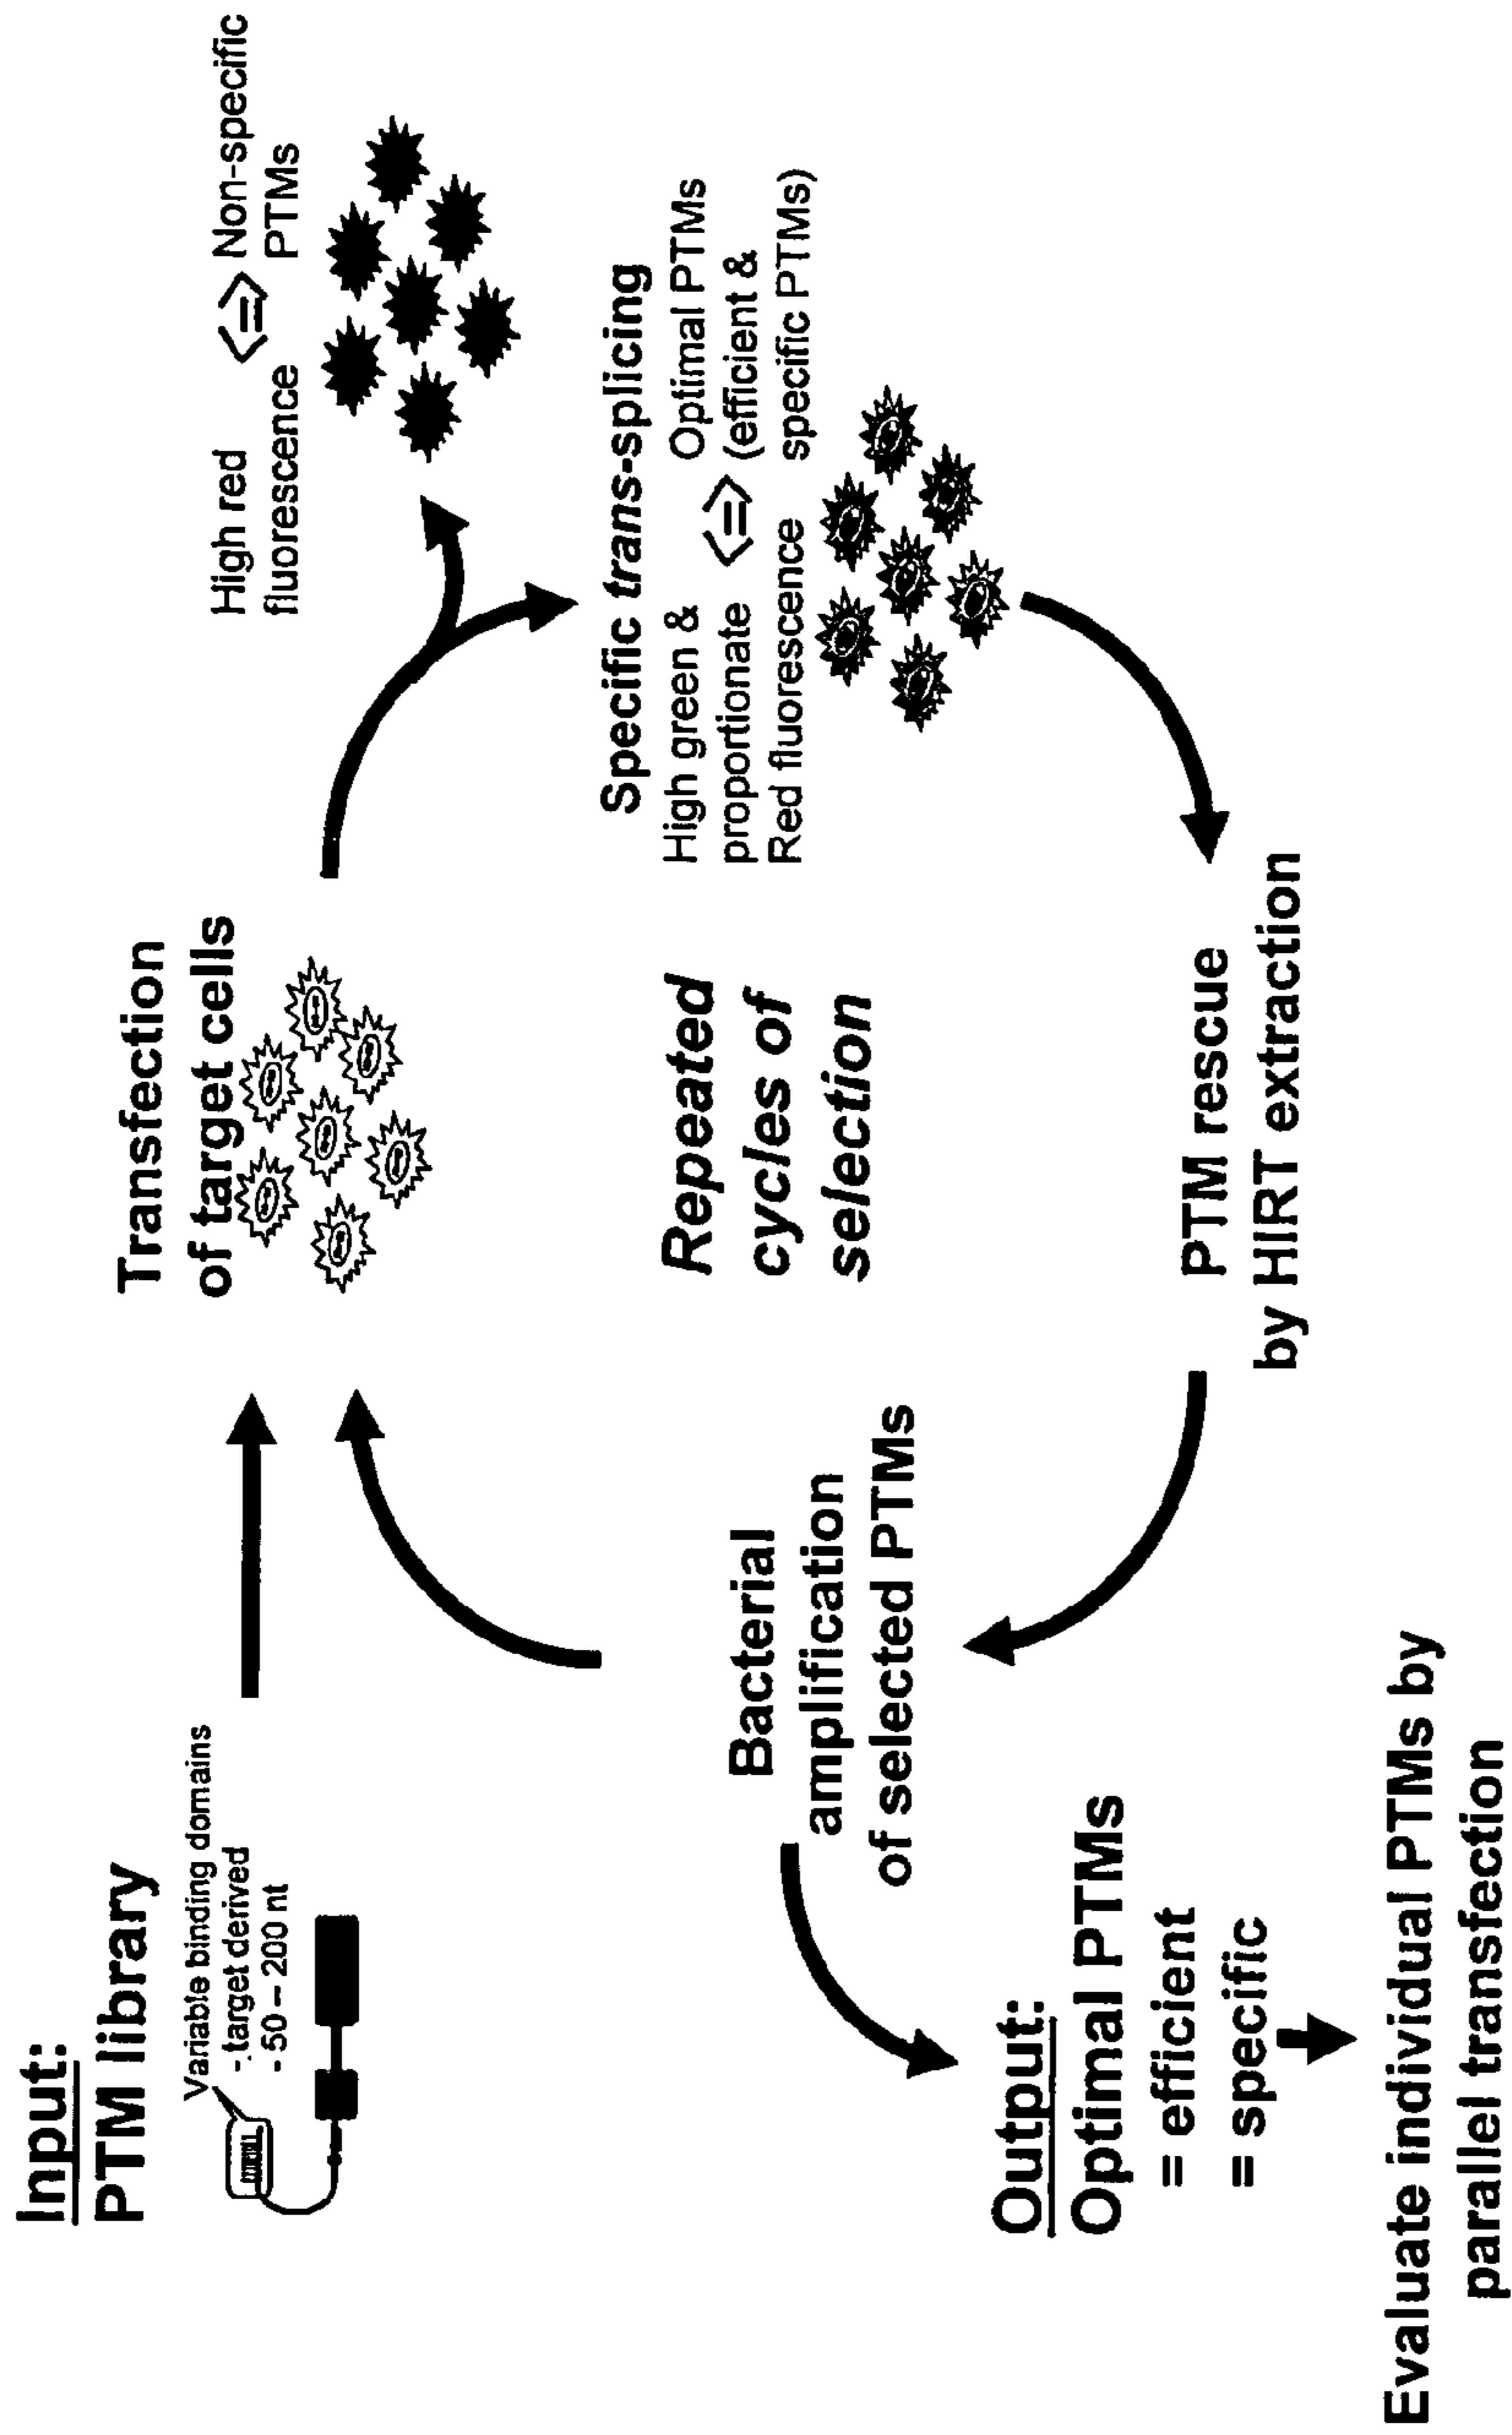 Input:
PTM library
Variable binding domains
- target derived
- 50 – 200 nt
Transfection
of target cells
High red
fluorescence
<=>
Non-specific
PTMs
Specific trans-splicing
High green &
proportionate
Red fluorescence
<=>
Optimal PTMs
(efficient &
specific PTMs)
Repeated
cycles of
selection
PTM rescue
by HIRT extraction
Bacterial
amplification
of selected PTMs
Output:
Optimal PTMs
= efficient
= specific
Evaluate individual PTMs by
parallel transfection